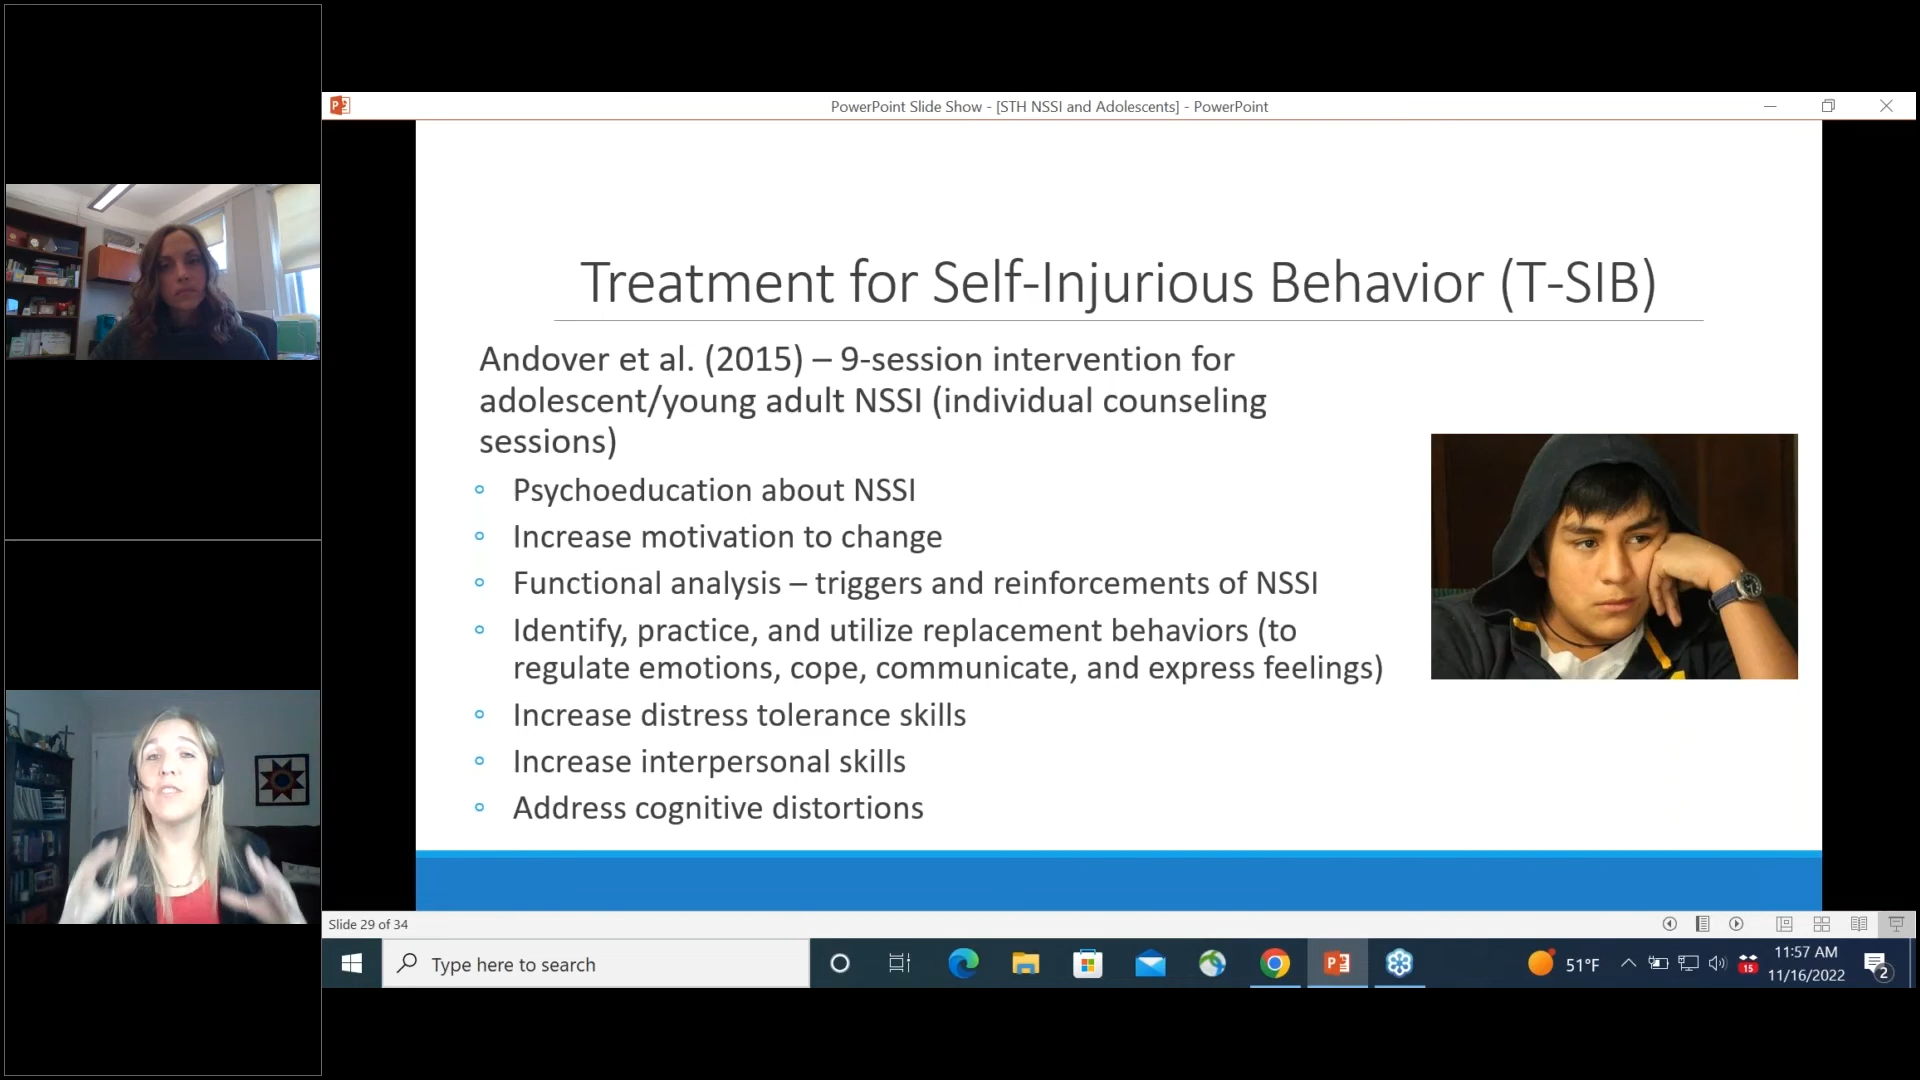 PowerPoint Slide Show - [STH NSSI and Adolescents] - PowerPoint
Treatment for Self-Injurious Behavior (T-SIB)
Andover et al. (2015) – 9-session intervention for
adolescent/young adult NSSI (individual counseling
sessions)
Psychoeducation about NSSI
Increase motivation to change
Functional analysis – triggers and reinforcements of NSSI
Identify, practice, and utilize replacement behaviors (to
regulate emotions, cope, communicate, and express feelings)
Increase distress tolerance skills
Increase interpersonal skills
Address cognitive distortions
Slide 29 of 34
Type here to search
51°F
15
11:57 AM
11/16/2022
2